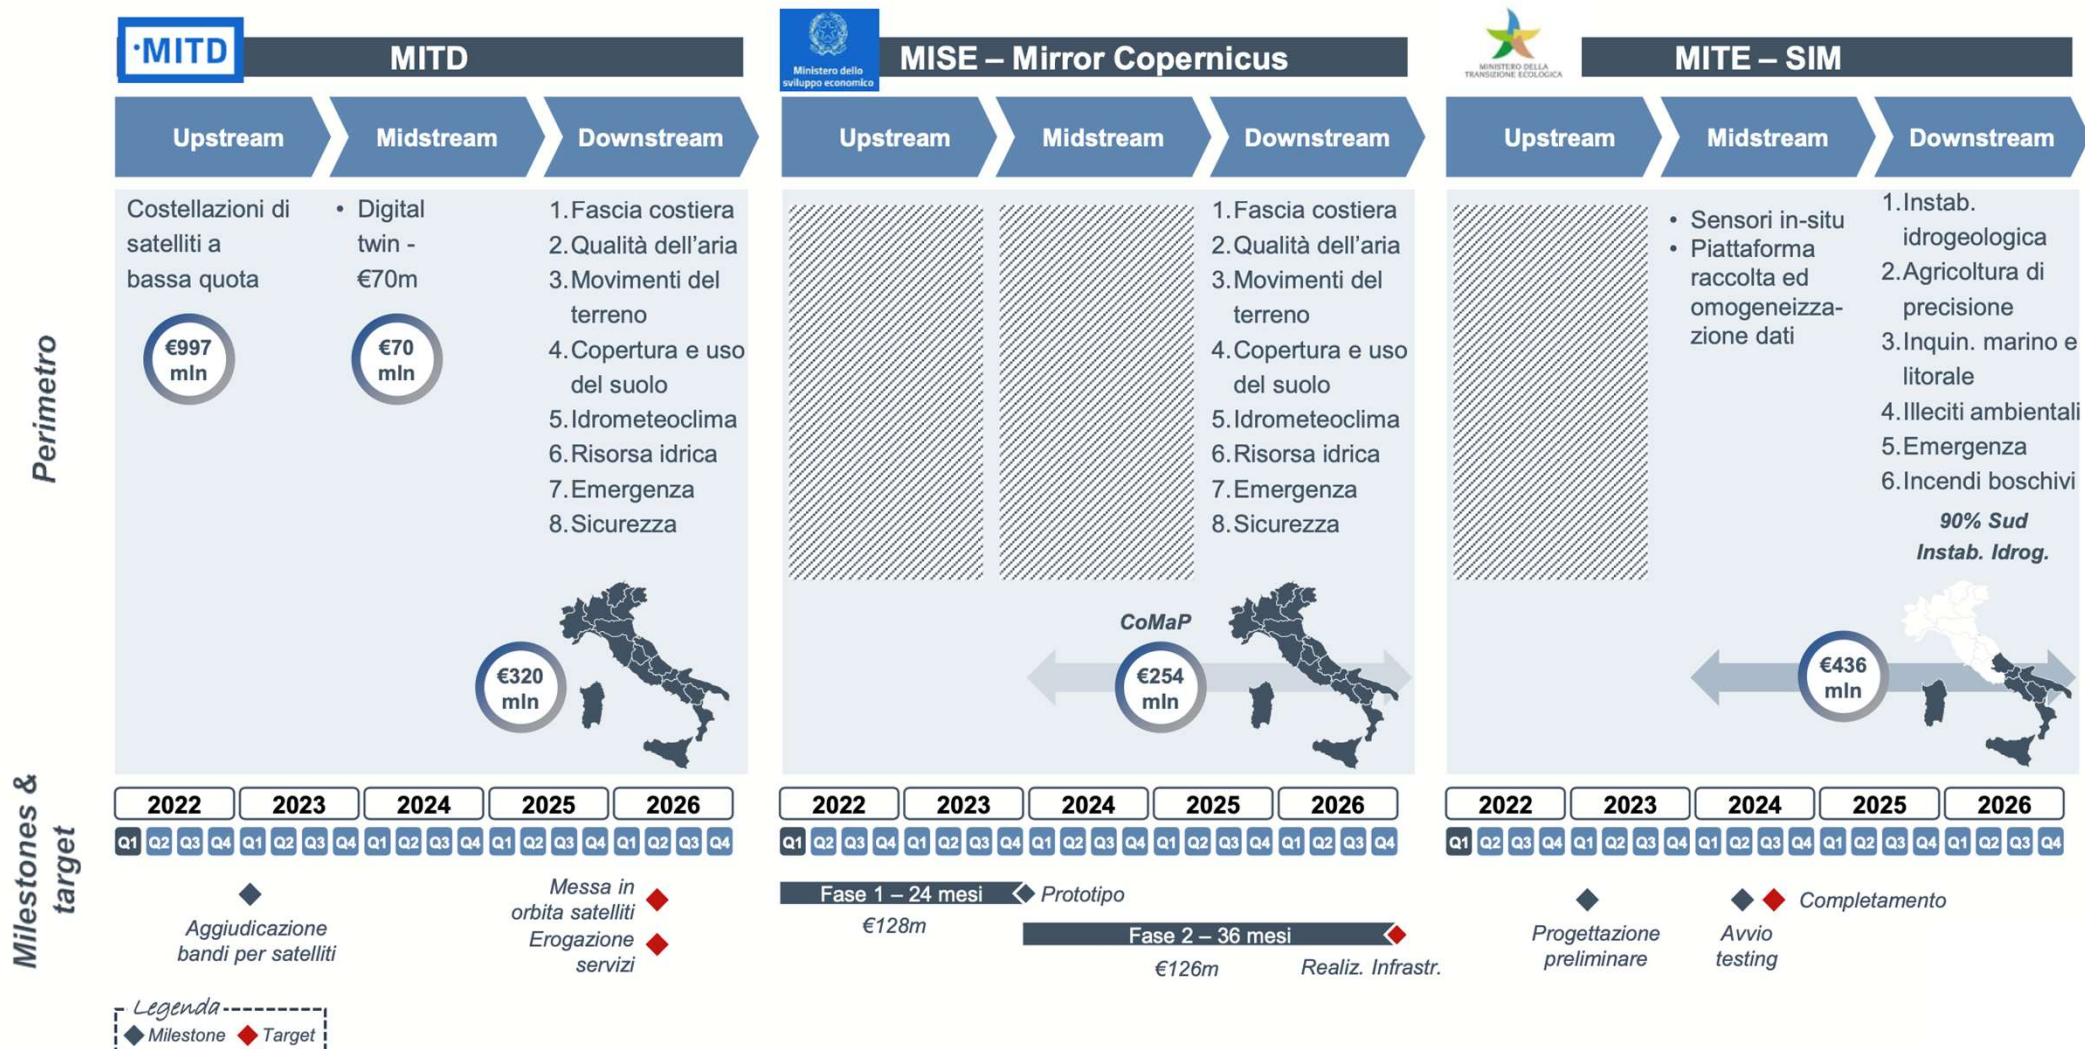 ·MITD
MITD
Upstream
Midstream
Downstream
Perimetro
Costellazioni di
satelliti a
bassa quota
€997
mln
• Digital
twin -
€70m
€70
mln
1.Fascia costiera
2.Qualità dell'aria
3.Movimenti del
terreno
4.Copertura e uso
del suolo
5.Idrometeoclima
6.Risorsa idrica
7.Emergenza
8.Sicurezza
€320
mln
Ministero dello
sviluppo economico
MISE – Mirror Copernicus
Upstream
Midstream
Downstream
1.Fascia costiera
2.Qualità dell'aria
3.Movimenti del
terreno
4.Copertura e uso
del suolo
5.Idrometeoclima
6.Risorsa idrica
7.Emergenza
8.Sicurezza
CoMaP
€254
mln
MINISTERO DELLA
TRANSIZIONE ECOLOGICA
MITE – SIM
Upstream
Midstream
Downstream
• Sensori in-situ
• Piattaforma
raccolta ed
omogeneizza-
zione dati
1.Instab.
idrogeologica
2.Agricoltura di
precisione
3.Inquin. marino e
litorale
4.Illeciti ambientali
5.Emergenza
6.Incendi boschivi
90% Sud
Instab. Idrog.
€436
mln
Milestones &
target
2022 2023 2024 2025 2026
Q1 Q2 Q3 Q4 Q1 Q2 Q3 Q4 Q1 Q2 Q3 Q4 Q1 Q2 Q3 Q4 Q1 Q2 Q3 Q4
Aggiudicazione
bandi per satelliti
Messa in
orbita satelliti
Erogazione
servizi
2022 2023 2024 2025 2026
Q1 Q2 Q3 Q4 Q1 Q2 Q3 Q4 Q1 Q2 Q3 Q4 Q1 Q2 Q3 Q4 Q1 Q2 Q3 Q4
Fase 1 – 24 mesi
Prototipo
€128m
Fase 2 – 36 mesi
€126m
Realiz. Infrastr.
2022 2023 2024 2025 2026
Q1 Q2 Q3 Q4 Q1 Q2 Q3 Q4 Q1 Q2 Q3 Q4 Q1 Q2 Q3 Q4 Q1 Q2 Q3 Q4
Progettazione
preliminare
Avvio
testing
Completamento
Legenda
Milestone Target